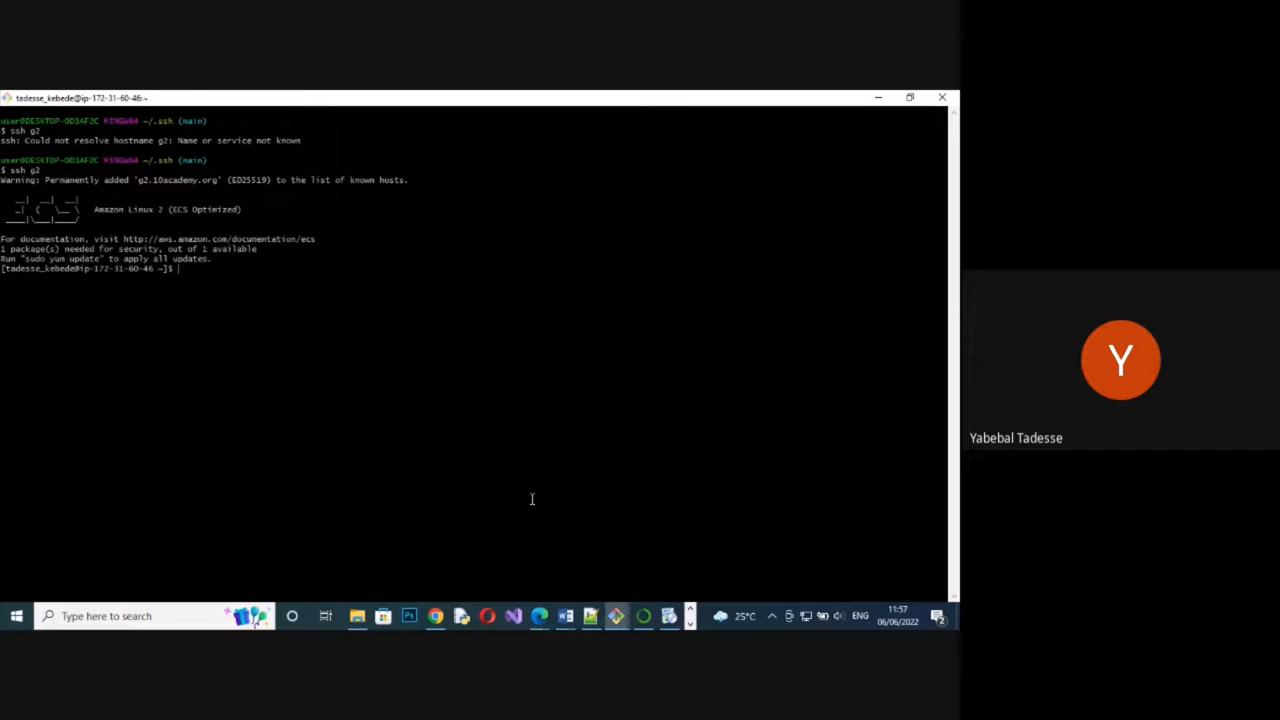 tadesse_kebede@ip-172-31-60-46:~
user@DESKTOP-OD3AF2C MINGW64 ~/.ssh (main)
$ ssh g2
ssh: Could not resolve hostname g2: Name or service not known
user@DESKTOP-OD3AF2C MINGW64 ~/.ssh (main)
$ ssh g2
Warning: Permanently added 'g2.10academy.org' (ED25519) to the list of known hosts.
Amazon Linux 2 (ECS Optimized)
For documentation, visit http://aws.amazon.com/documentation/ecs
1 package(s) needed for security, out of 1 available
Run "sudo yum update" to apply all updates.
[tadesse_kebede@ip-172-31-60-46 ~]$
Y
Yabebal Tadesse
Type here to search
Ps
25°C
ENG
11:57
06/06/2022
2